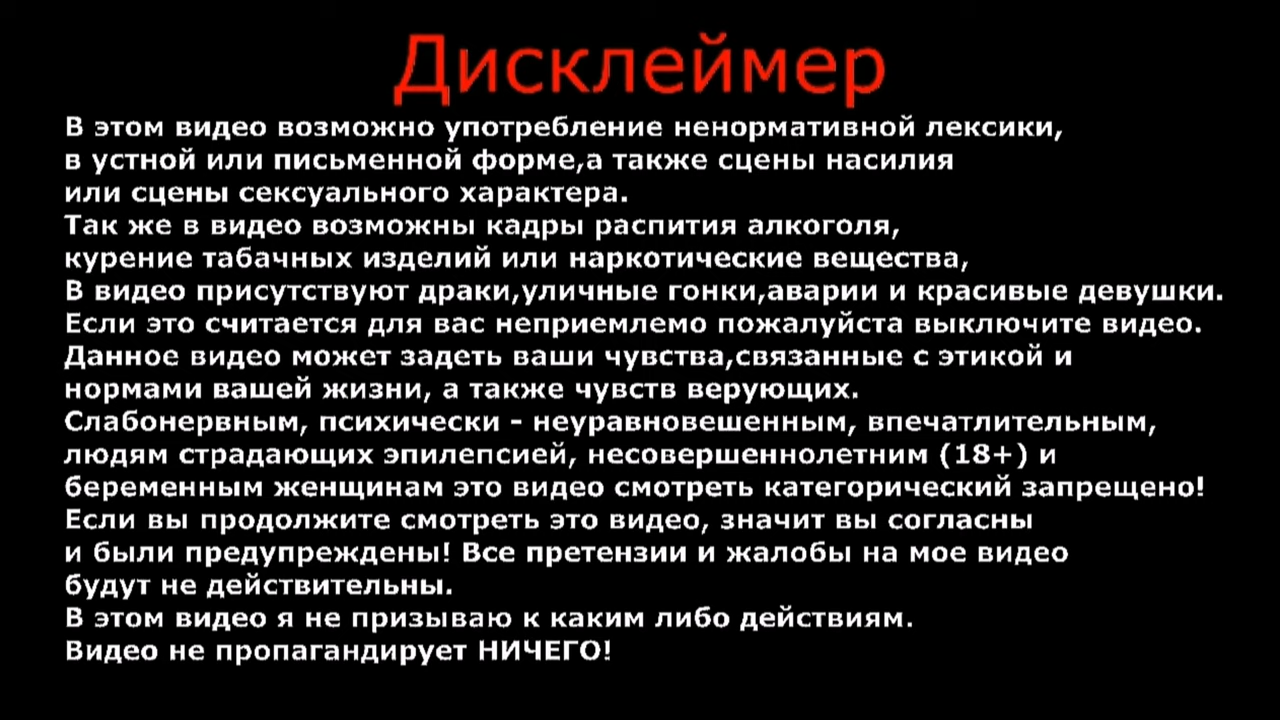 Дисклеймер
В этом видео возможно употребление ненормативной лексики,
в устной или письменной форме,а также сцены насилия
или сцены сексуального характера.
Так же в видео возможны кадры распития алкоголя,
курение табачных изделий или наркотические вещества,
В видео присутствуют драки,уличные гонки,аварии и красивые девушки.
Если это считается для вас неприемлемо пожалуйста выключите видео.
Данное видео может задеть ваши чувства,связанные с этикой и
нормами вашей жизни, а также чувств верующих.
Слабонервным, психически - неуравновешенным, впечатлительным,
людям страдающих эпилепсией, несовершеннолетним (18+) и
беременным женщинам это видео смотреть категорический запрещено!
Если вы продолжите смотреть это видео, значит вы согласны
и были предупреждены! Все претензии и жалобы на мое видео
будут не действительны.
В этом видео я не призываю к каким либо действиям.
Видео не пропагандирует НИЧЕГО!